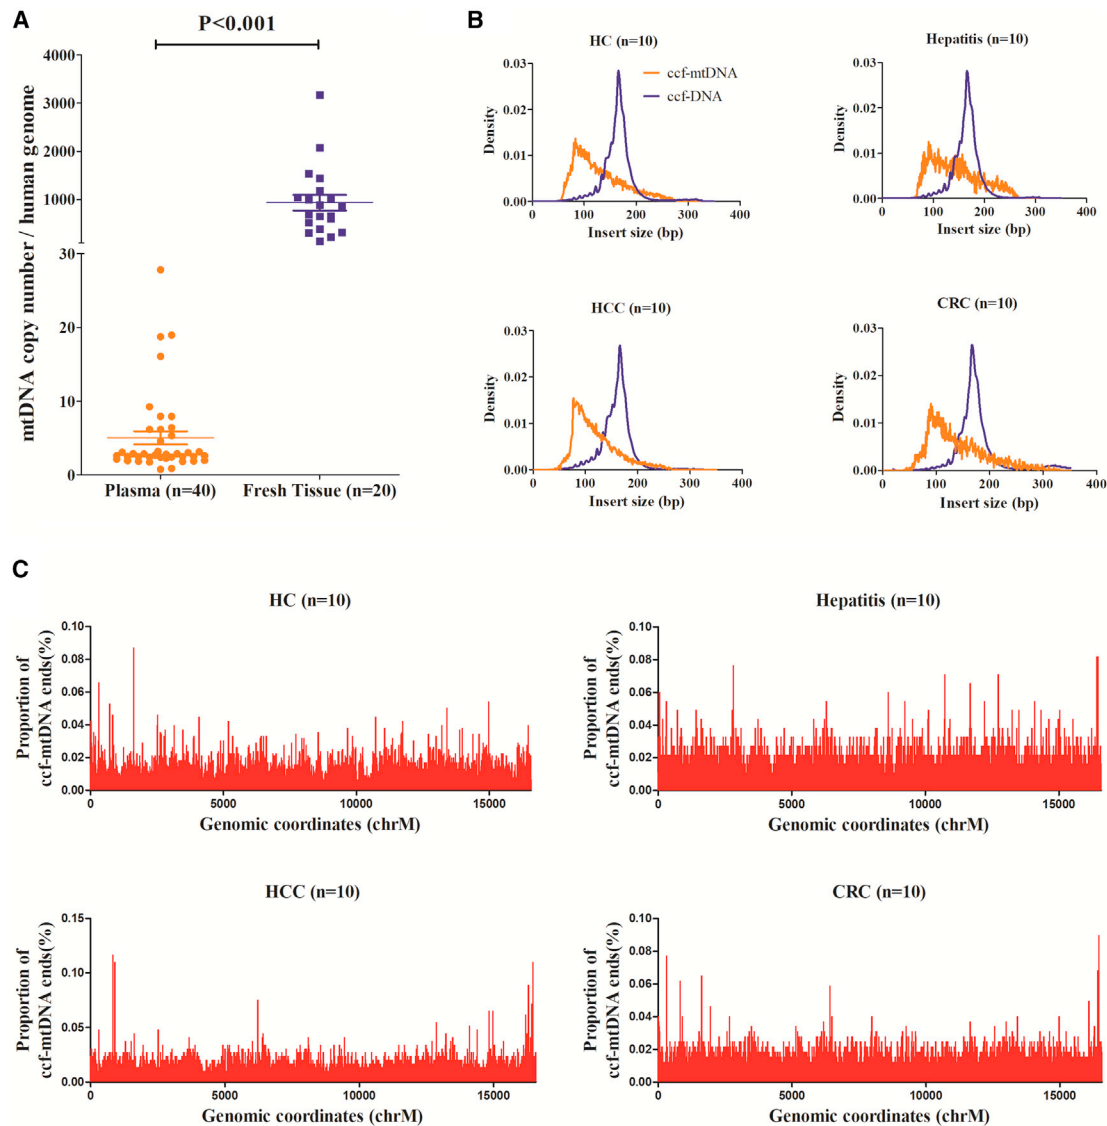 A
P<0.001
mtDNA copy number / human genome
4000
3000
2000
1000
30
20
10
0
Plasma (n=40)
Fresh Tissue (n=20)
B
HC (n=10)
ccf-mtDNA
ccf-DNA
Density
0.03
0.02
0.01
0.00
0
100
200
300
400
Insert size (bp)
Hepatitis (n=10)
Density
0.03
0.02
0.01
0.00
0
100
200
300
400
Insert size (bp)
HCC (n=10)
Density
0.03
0.02
0.01
0.00
0
100
200
300
400
Insert size (bp)
CRC (n=10)
Density
0.03
0.02
0.01
0.00
0
100
200
300
400
Insert size (bp)
C
HC (n=10)
Proportion of
ccf-mtDNA ends(%)
0.10
0.08
0.06
0.04
0.02
0.00
0
5000
10000
15000
Genomic coordinates (chrM)
Hepatitis (n=10)
Proportion of
ccf-mtDNA ends(%)
0.10
0.08
0.06
0.04
0.02
0.00
0
5000
10000
15000
Genomic coordinates (chrM)
HCC (n=10)
Proportion of
ccf-mtDNA ends(%)
0.15
0.10
0.05
0.00
0
5000
10000
15000
Genomic coordinates (chrM)
CRC (n=10)
Proportion of
ccf-mtDNA ends(%)
0.10
0.08
0.06
0.04
0.02
0.00
0
5000
10000
15000
Genomic coordinates (chrM)